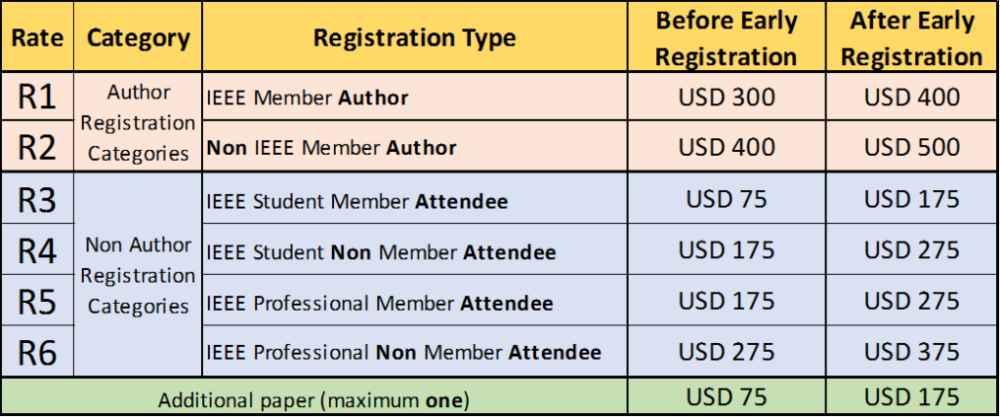 Rate Category Registration Type Before Early Registration After Early Registration
R1 Author Registration Categories IEEE Member Author USD 300 USD 400
R2 Non IEEE Member Author USD 400 USD 500
R3 Non Author Registration Categories IEEE Student Member Attendee USD 75 USD 175
R4 IEEE Student Non Member Attendee USD 175 USD 275
R5 IEEE Professional Member Attendee USD 175 USD 275
R6 IEEE Professional Non Member Attendee USD 275 USD 375
Additional paper (maximum one) USD 75 USD 175